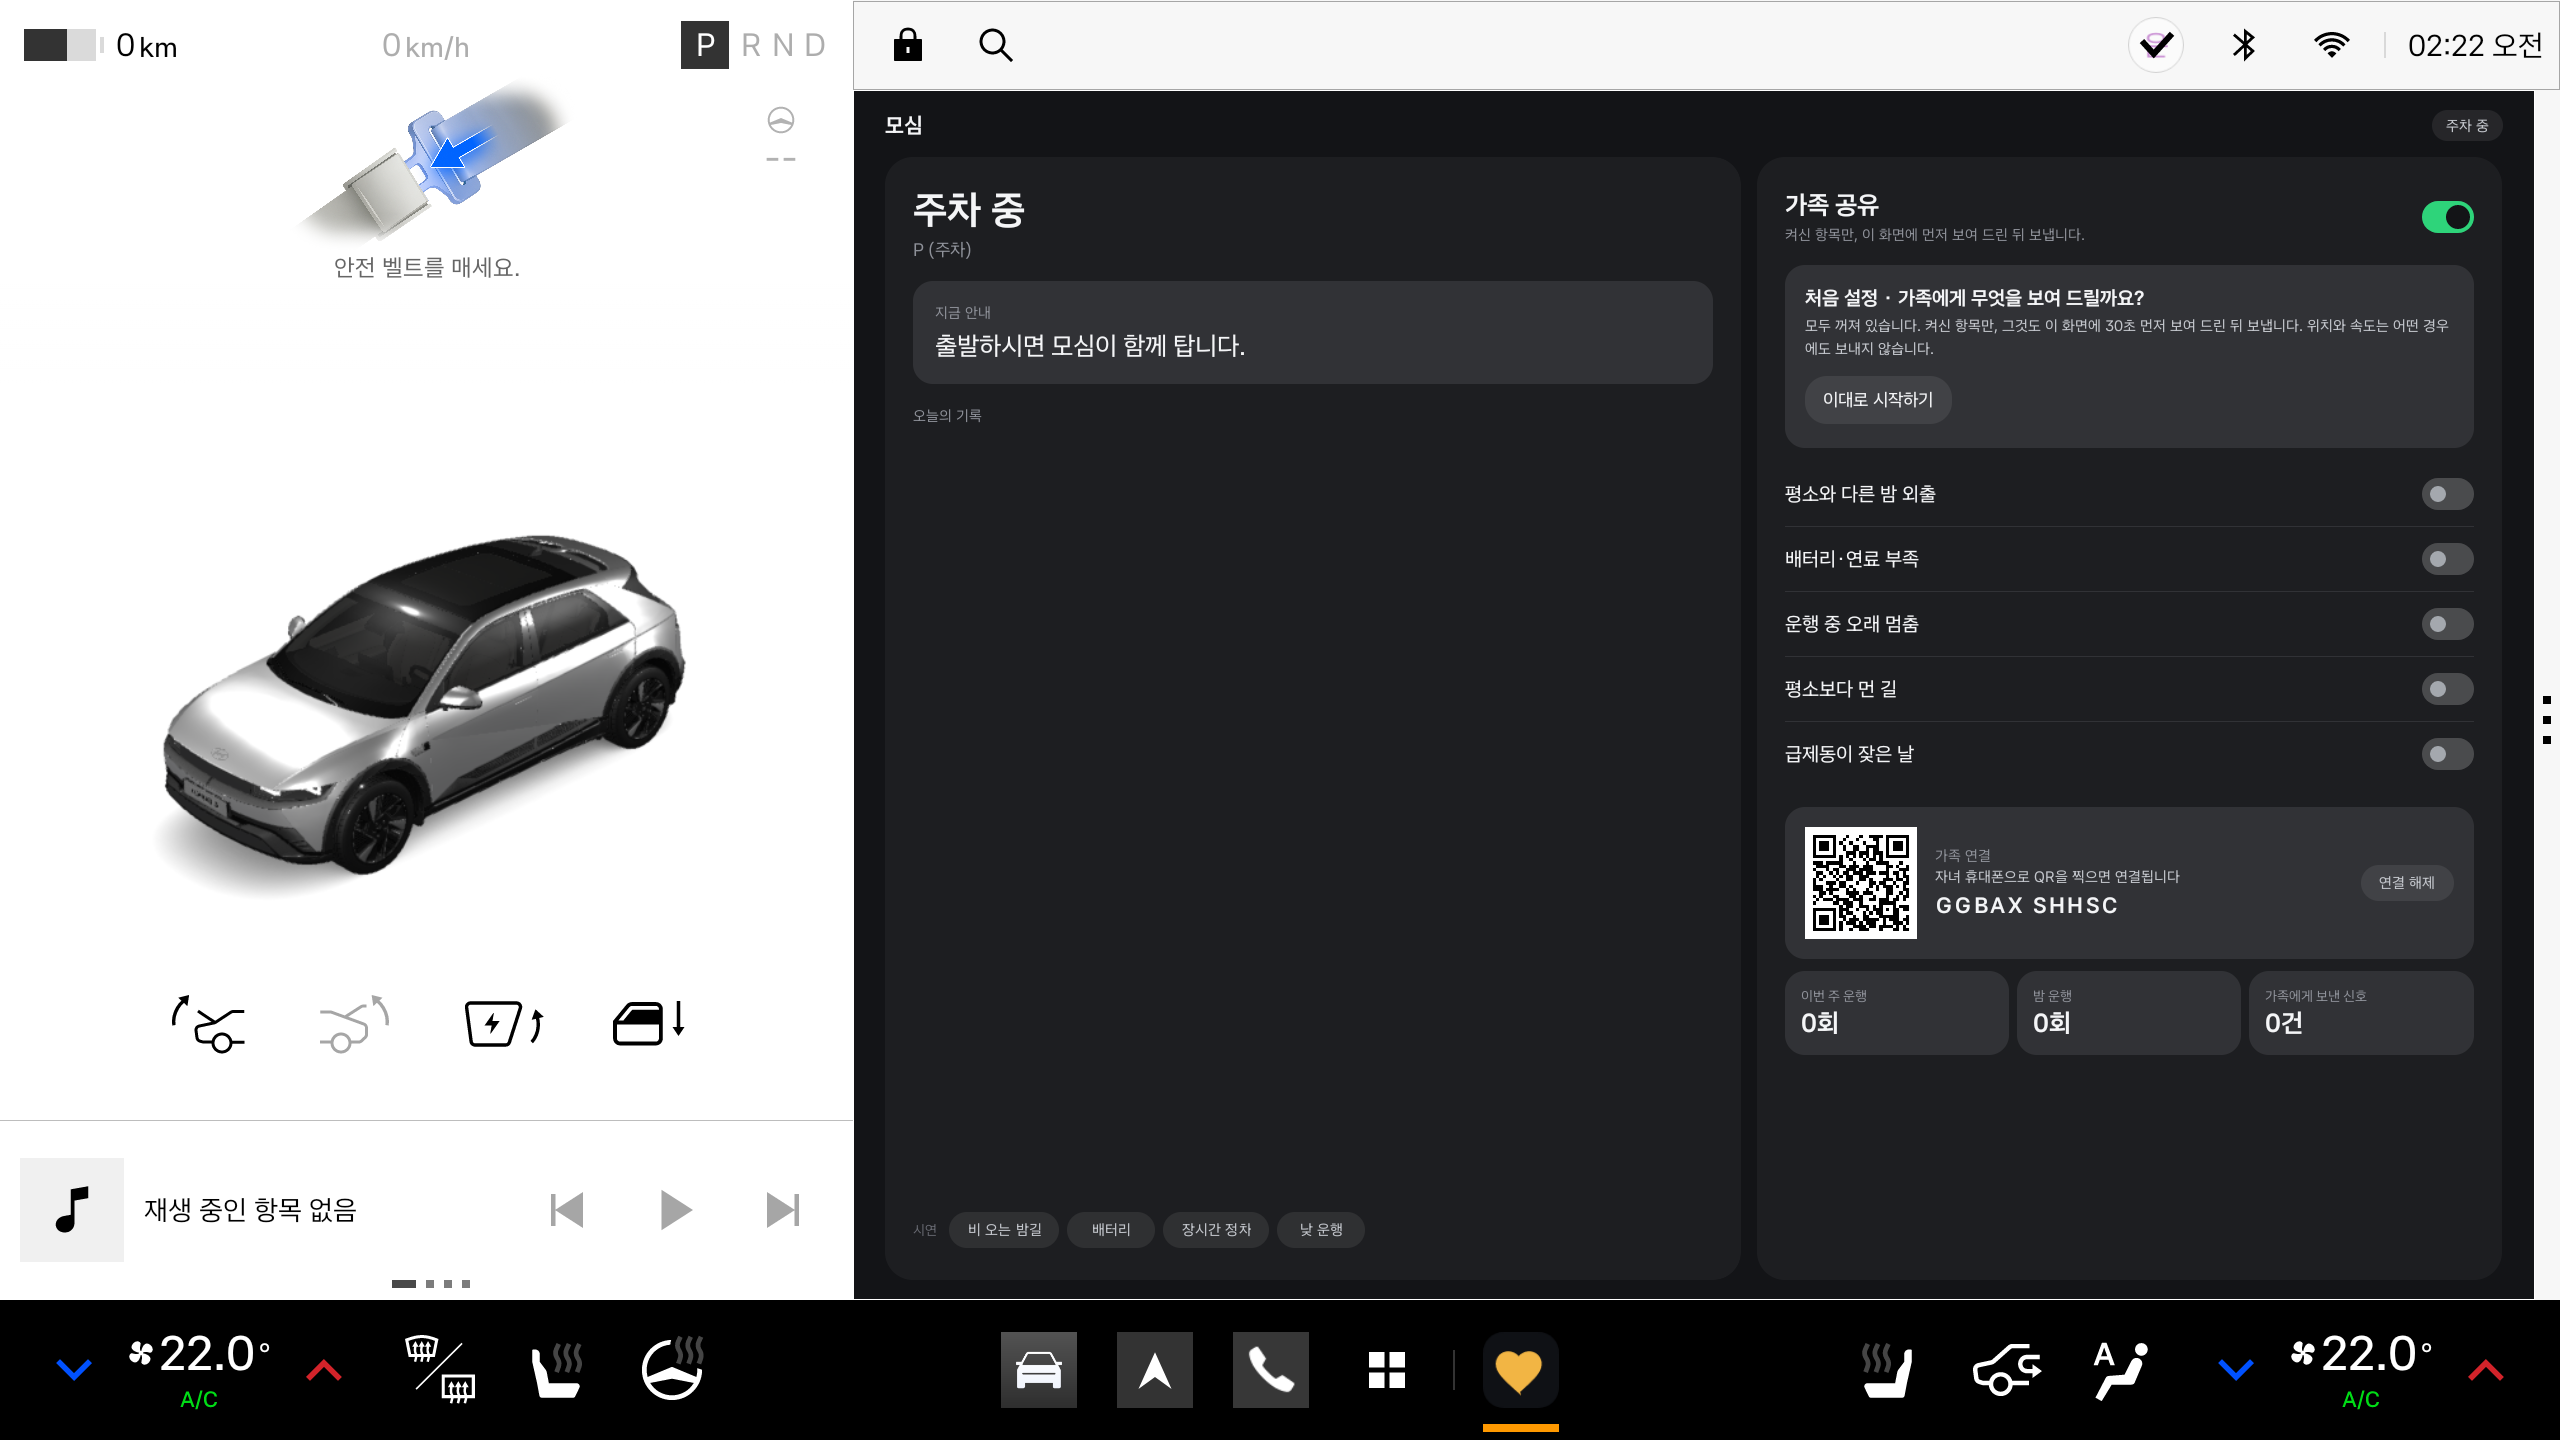 0 km
0 km/h
P R N D
02:22 오전
안전 벨트를 매세요.
모심
주차 중
주차 중
P (주차)
지금 안내
출발하시면 모심이 함께 탑니다.
오늘의 기록
시연
비 오는 밤길
배터리
장시간 정차
낮 운행
가족 공유
켜신 항목만, 이 화면에 먼저 보여 드린 뒤 보냅니다.
처음 설정 · 가족에게 무엇을 보여 드릴까요?
모두 꺼져 있습니다. 켜신 항목만, 그것도 이 화면에 30초 먼저 보여 드린 뒤 보냅니다. 위치와 속도는 어떤 경우
에도 보내지 않습니다.
이대로 시작하기
평소와 다른 밤 외출
배터리·연료 부족
운행 중 오래 멈춤
평소보다 먼 길
급제동이 잦은 날
가족 연결
자녀 휴대폰으로 QR을 찍으면 연결됩니다
GGBAX SHHSC
연결 해제
이번 주 운행
0회
밤 운행
0회
가족에게 보낸 신호
0건
재생 중인 항목 없음
22.0°
A/C
A
22.0°
A/C